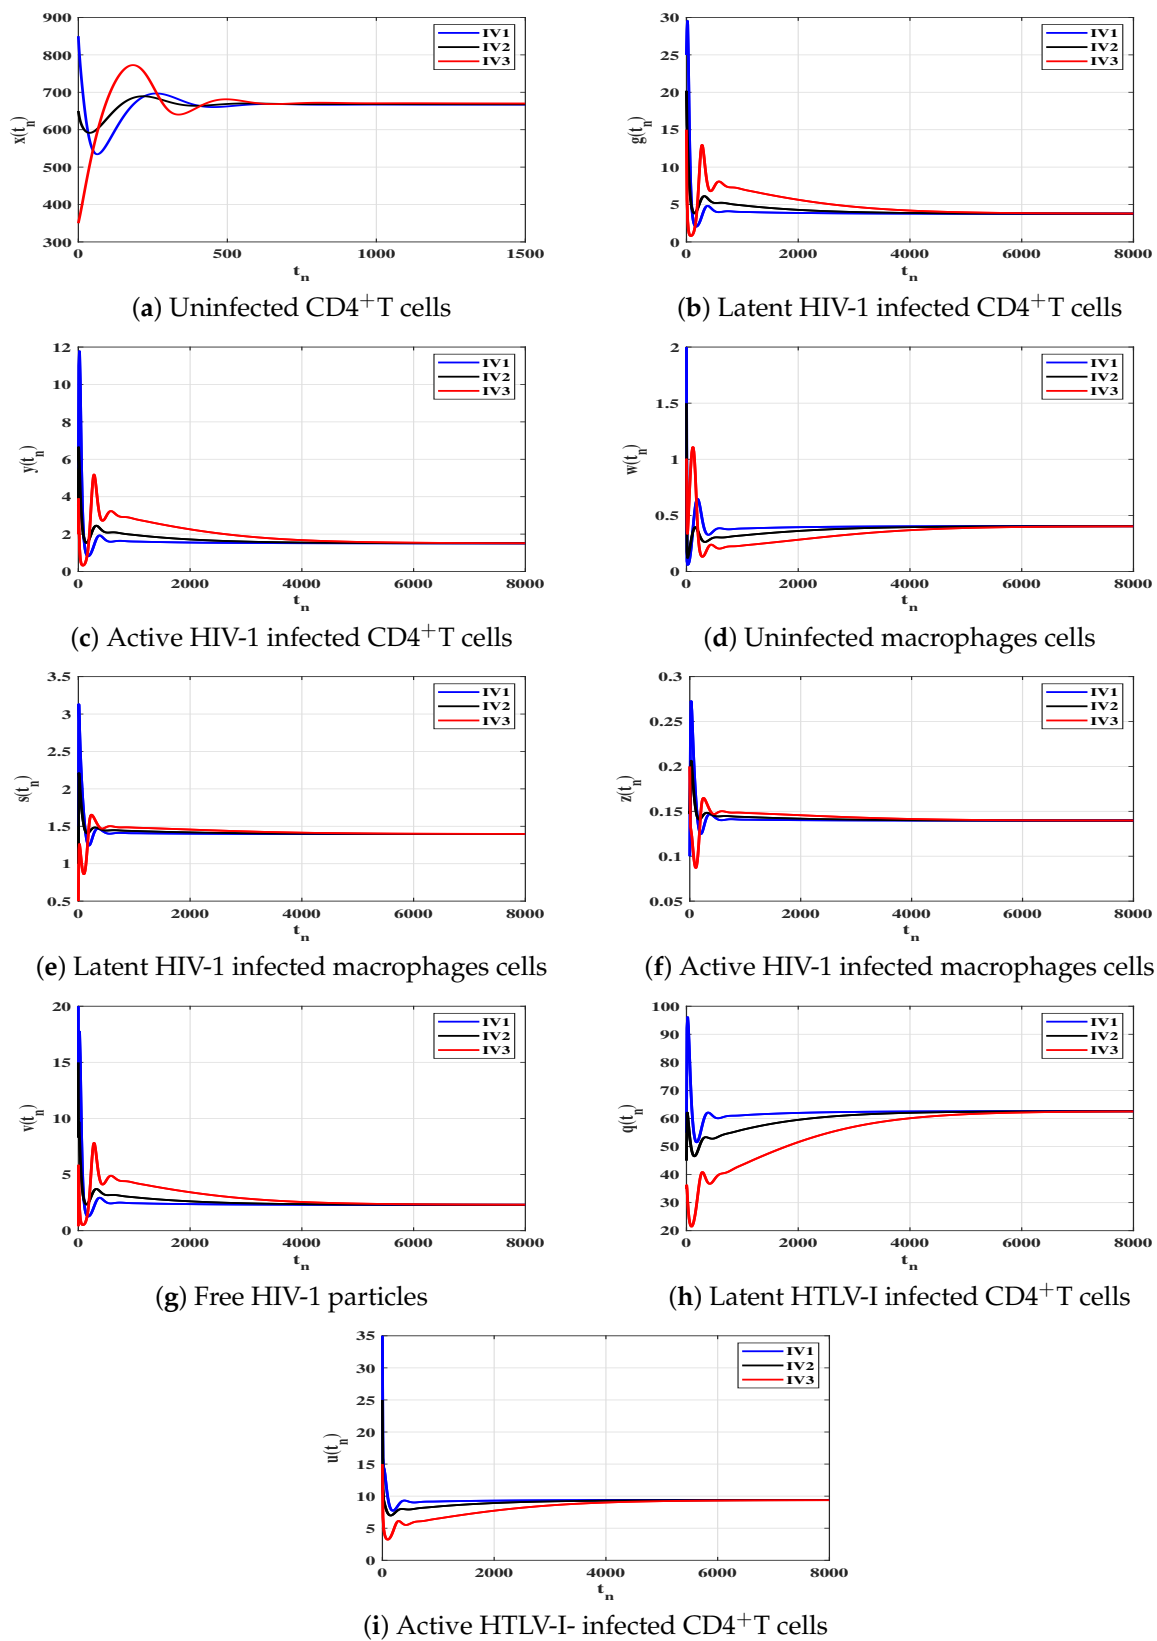 900
800
700
600
500
400
300
x(t_n)
0 500 1000 1500
t_n
IV1
IV2
IV3
(a) Uninfected CD4⁺T cells
30
25
20
15
10
5
0
g(t_n)
0 2000 4000 6000 8000
t_n
IV1
IV2
IV3
(b) Latent HIV-1 infected CD4⁺T cells
12
10
8
6
4
2
0
y(t_n)
0 2000 4000 6000 8000
t_n
IV1
IV2
IV3
(c) Active HIV-1 infected CD4⁺T cells
2
1.5
1
0.5
0
w(t_n)
0 2000 4000 6000 8000
t_n
IV1
IV2
IV3
(d) Uninfected macrophages cells
3.5
3
2.5
2
1.5
1
0.5
s(t_n)
0 2000 4000 6000 8000
t_n
IV1
IV2
IV3
(e) Latent HIV-1 infected macrophages cells
0.3
0.25
0.2
0.15
0.1
0.05
z(t_n)
0 2000 4000 6000 8000
t_n
IV1
IV2
IV3
(f) Active HIV-1 infected macrophages cells
20
15
10
5
0
v(t_n)
0 2000 4000 6000 8000
t_n
IV1
IV2
IV3
(g) Free HIV-1 particles
100
90
80
70
60
50
40
30
20
q(t_n)
0 2000 4000 6000 8000
t_n
IV1
IV2
IV3
(h) Latent HTLV-I infected CD4⁺T cells
35
30
25
20
15
10
5
0
u(t_n)
0 2000 4000 6000 8000
t_n
IV1
IV2
IV3
(i) Active HTLV-I- infected CD4⁺T cells